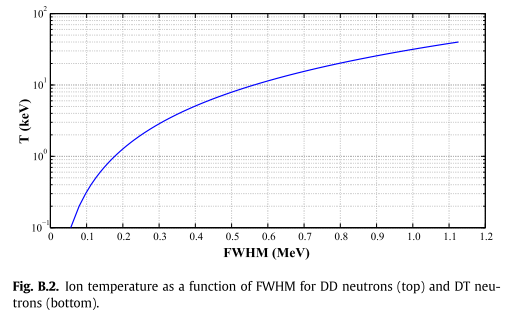 10²
10¹
10⁰
10⁻¹
T (keV)
0 0.1 0.2 0.3 0.4 0.5 0.6 0.7 0.8 0.9 1.0 1.1 1.2
FWHM (MeV)
Fig. B.2. Ion temperature as a function of FWHM for DD neutrons (top) and DT neu-
trons (bottom).